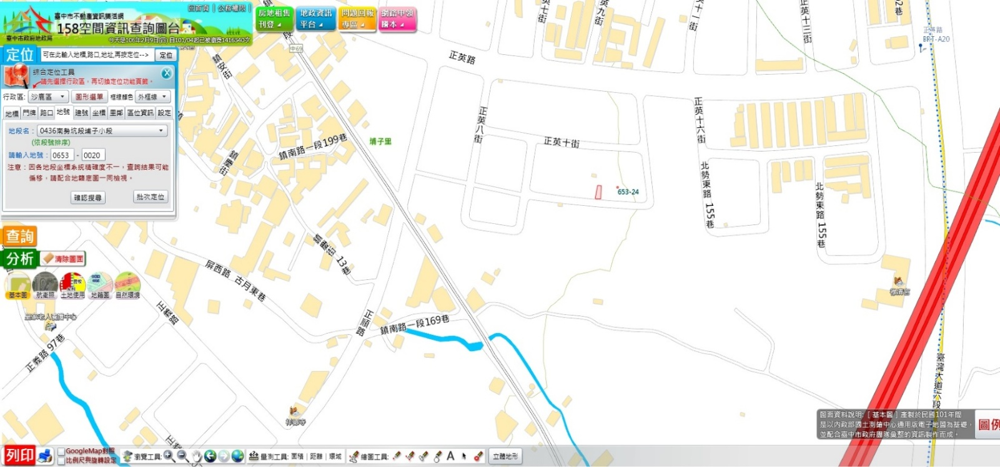 臺中市不動產資訊樂活網
158空間資訊查詢圖台
臺中市政府地政局
回首頁 | 公務權限 |
今天是106年2月9日(四) 自101/04起已被瀏覽1416340次
房地租售
刊登
地政資訊
平台
問題回報
專區
網路申領
謄本
定位
可在此輸入地標,路口,地址,再按定位-->
定位
綜合定位工具
X
請先選擇行政區，再切換定位功能頁籤。
行政區: 沙鹿區 圖形選單 框線顏色 外框線
地標 門牌 路口 地號 建號 坐標 里鄰 區位資訊 設定
地段名： 0436南勢坑段埔子小段
(依段號排序)
請輸入地號： 0653 - 0020
注意：因各地段坐標系統精確度不一，查詢結果可能
偏移，請配合地籍底圖一同檢視。
確認搜尋
批次定位
查詢
分析
清除圖面
基本圖
航衛照
土地使用
地籍圖
自然環境
中69
鎮安街
正英路
正英八街
正英十街
正英十三街
正英十六街
埔子里
653-24
鎮南路一段199巷
鎮慶街
鎮慶街 13巷
屏西路 古月東巷
正義路
正順路
鎮南路一段169巷
正義路 97巷
北勢東路 155巷
北勢東路 155巷
正英路
BRT-A20
臺灣大道六段
圖面資料說明: [ 基本圖 ] 產製於民國101年間
是以內政部國土測繪中心通用版電子地圖為基礎，
並配合臺中市政府團隊彙整的資訊製作而成。
圖例
列印
GoogleMap對照
比例尺與旋轉設定
瀏覽工具:
量測工具: 面積 | 距離 | 環域
繪圖工具:
A
立體地形